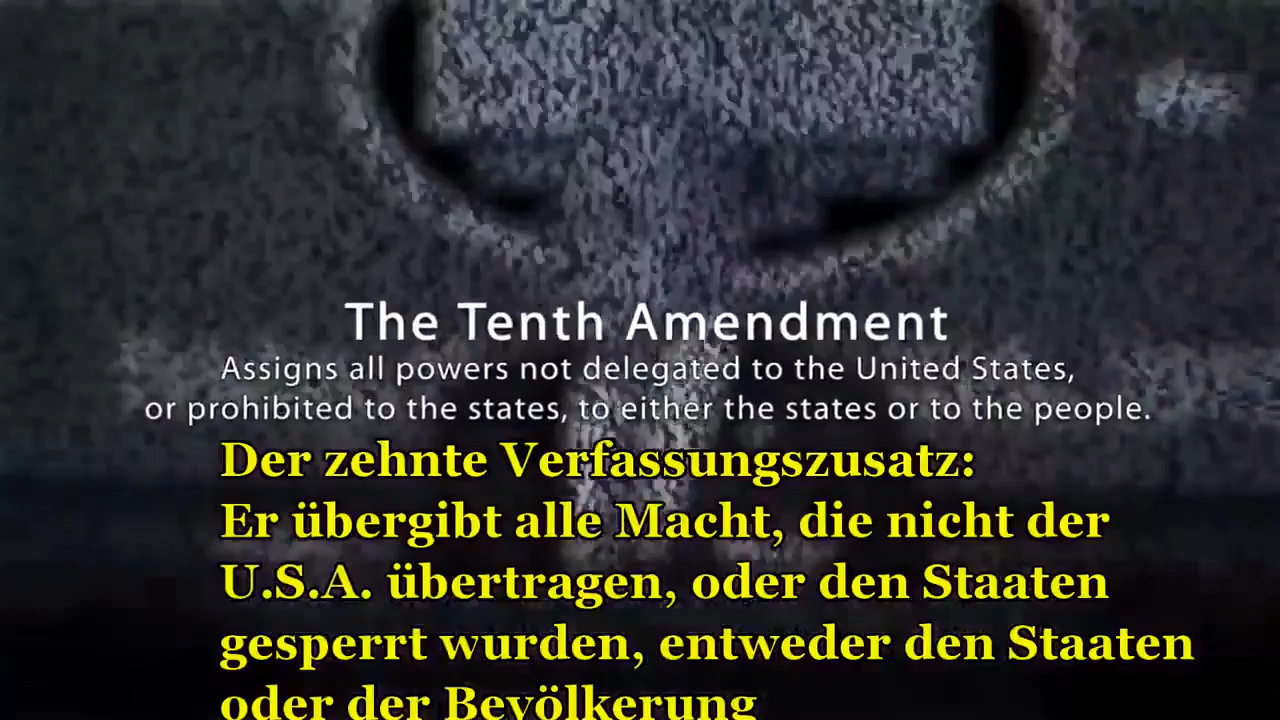 The Tenth Amendment
Assigns all powers not delegated to the United States,
or prohibited to the states, to either the states or to the people.
Der zehnte Verfassungszusatz:
Er übergibt alle Macht, die nicht der
U.S.A. übertragen, oder den Staaten
gesperrt wurden, entweder den Staaten
oder der Bevölkerung